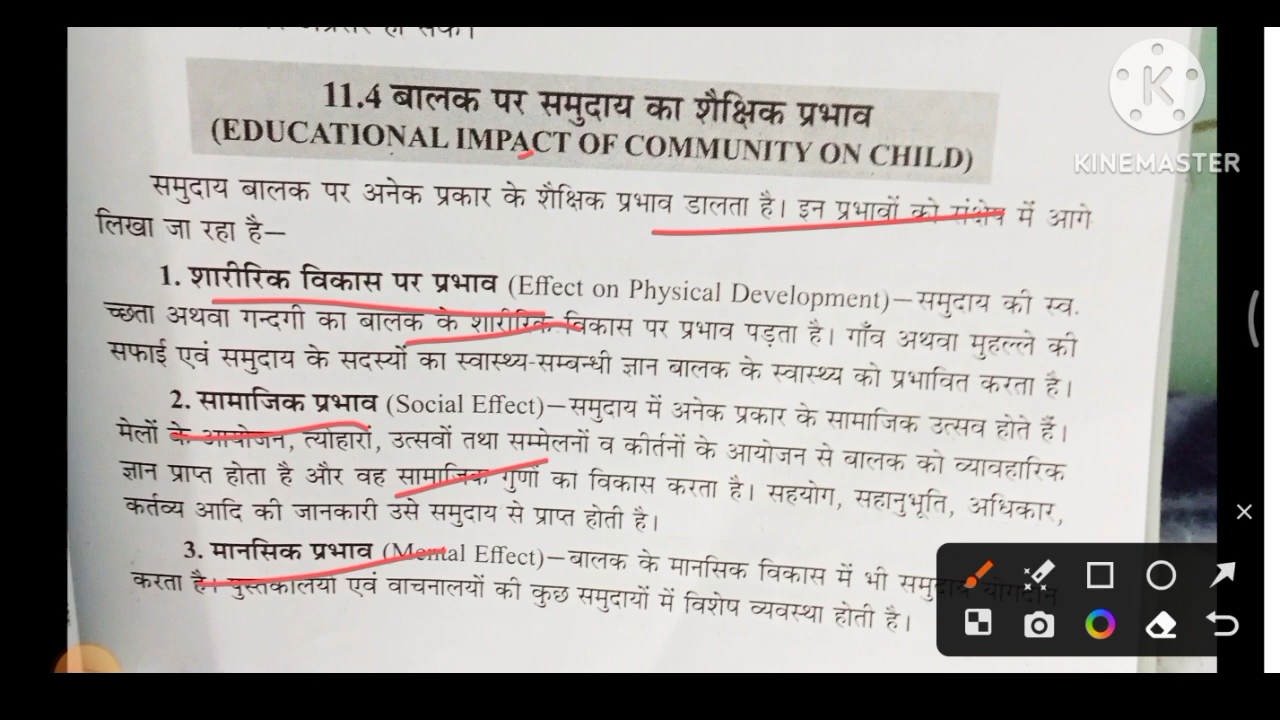 11.4 बालक पर समुदाय का शैक्षिक प्रभाव
(EDUCATIONAL IMPACT OF COMMUNITY ON CHILD)
KINEMASTER
समुदाय बालक पर अनेक प्रकार के शैक्षिक प्रभाव डालता है। इन प्रभावों को संक्षेप में आगे
लिखा जा रहा है—
1. शारीरिक विकास पर प्रभाव (Effect on Physical Development)—समुदाय की स्व.
च्छता अथवा गन्दगी का बालक के शारीरिक विकास पर प्रभाव पड़ता है। गाँव अथवा मुहल्ले की
सफाई एवं समुदाय के सदस्यों का स्वास्थ्य-सम्बन्धी ज्ञान बालक के स्वास्थ्य को प्रभावित करता है।
2. सामाजिक प्रभाव (Social Effect)—समुदाय में अनेक प्रकार के सामाजिक उत्सव होते हैं।
मेलों के आयोजन, त्योहारों, उत्सवों तथा सम्मेलनों व कीर्तनों के आयोजन से बालक को व्यावहारिक
ज्ञान प्राप्त होता है और वह सामाजिक गुणों का विकास करता है। सहयोग, सहानुभूति, अधिकार,
कर्तव्य आदि की जानकारी उसे समुदाय से प्राप्त होती है।
3. मानसिक प्रभाव (Mental Effect)—बालक के मानसिक विकास में भी समुदाय योगदान
करता है। पुस्तकालयों एवं वाचनालयों की कुछ समुदायों में विशेष व्यवस्था होती है।